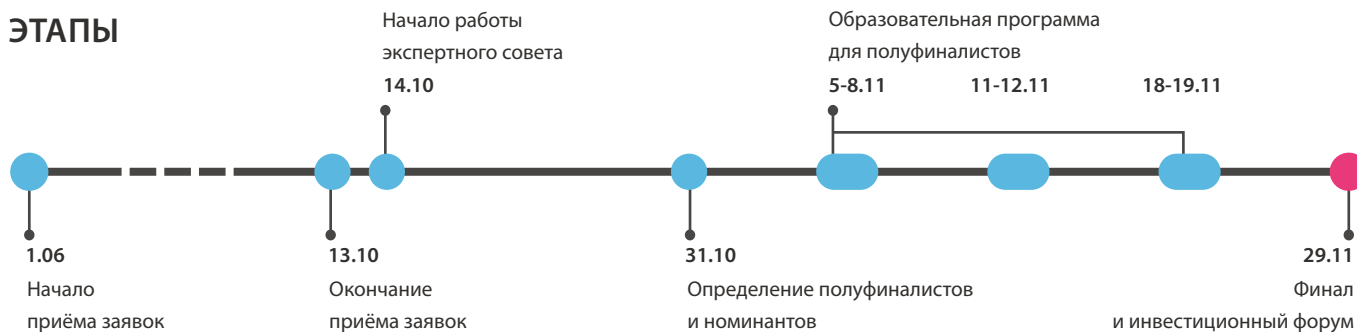 ЭТАПЫ
Начало работы
экспертного совета
14.10
Образовательная программа
для полуфиналистов
5-8.11
11-12.11
18-19.11
1.06
Начало
приёма заявок
13.10
Окончание
приёма заявок
31.10
Определение полуфиналистов
и номинантов
29.11
Финал
и инвестиционный форум